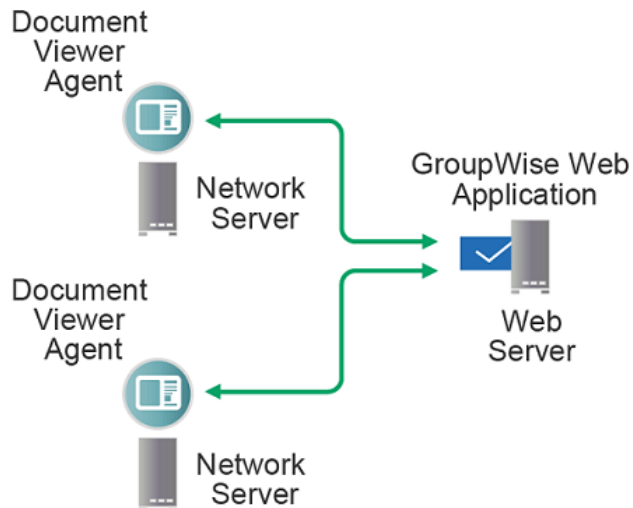 Document
Viewer
Agent
Network
Server
GroupWise Web
Application
Web
Server
Document
Viewer
Agent
Network
Server